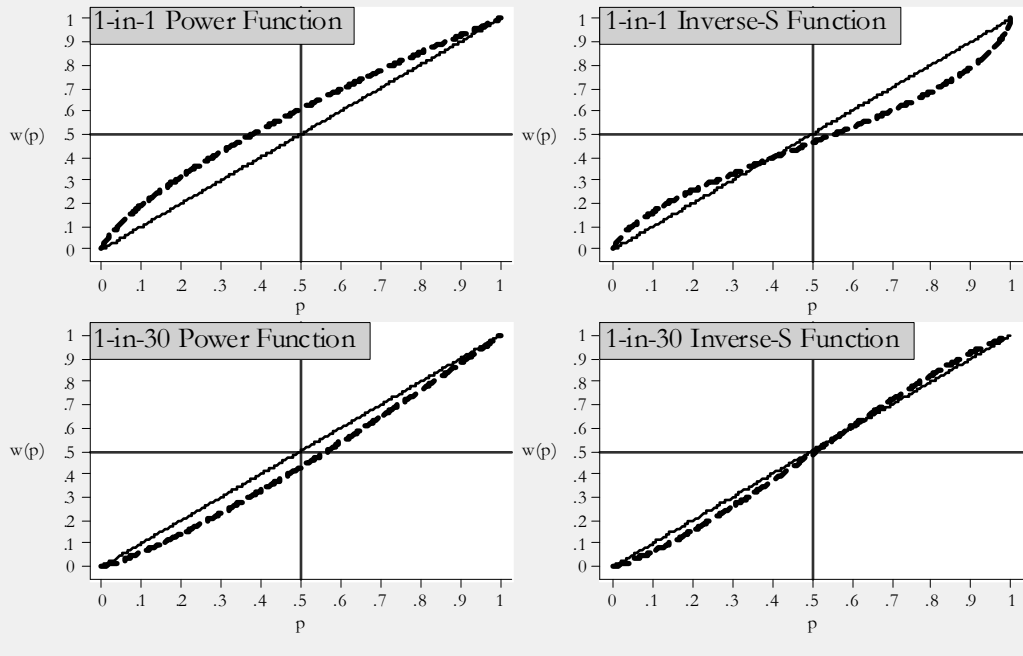 1-in-1 Power Function
1
.9
.8
.7
.6
.5
.4
.3
.2
.1
0
w(p)
0 .1 .2 .3 .4 .5 .6 .7 .8 .9 1
p
1-in-1 Inverse-S Function
1
.9
.8
.7
.6
.5
.4
.3
.2
.1
0
w(p)
0 .1 .2 .3 .4 .5 .6 .7 .8 .9 1
p
1-in-30 Power Function
1
.9
.8
.7
.6
.5
.4
.3
.2
.1
0
w(p)
0 .1 .2 .3 .4 .5 .6 .7 .8 .9 1
p
1-in-30 Inverse-S Function
1
.9
.8
.7
.6
.5
.4
.3
.2
.1
0
w(p)
0 .1 .2 .3 .4 .5 .6 .7 .8 .9 1
p